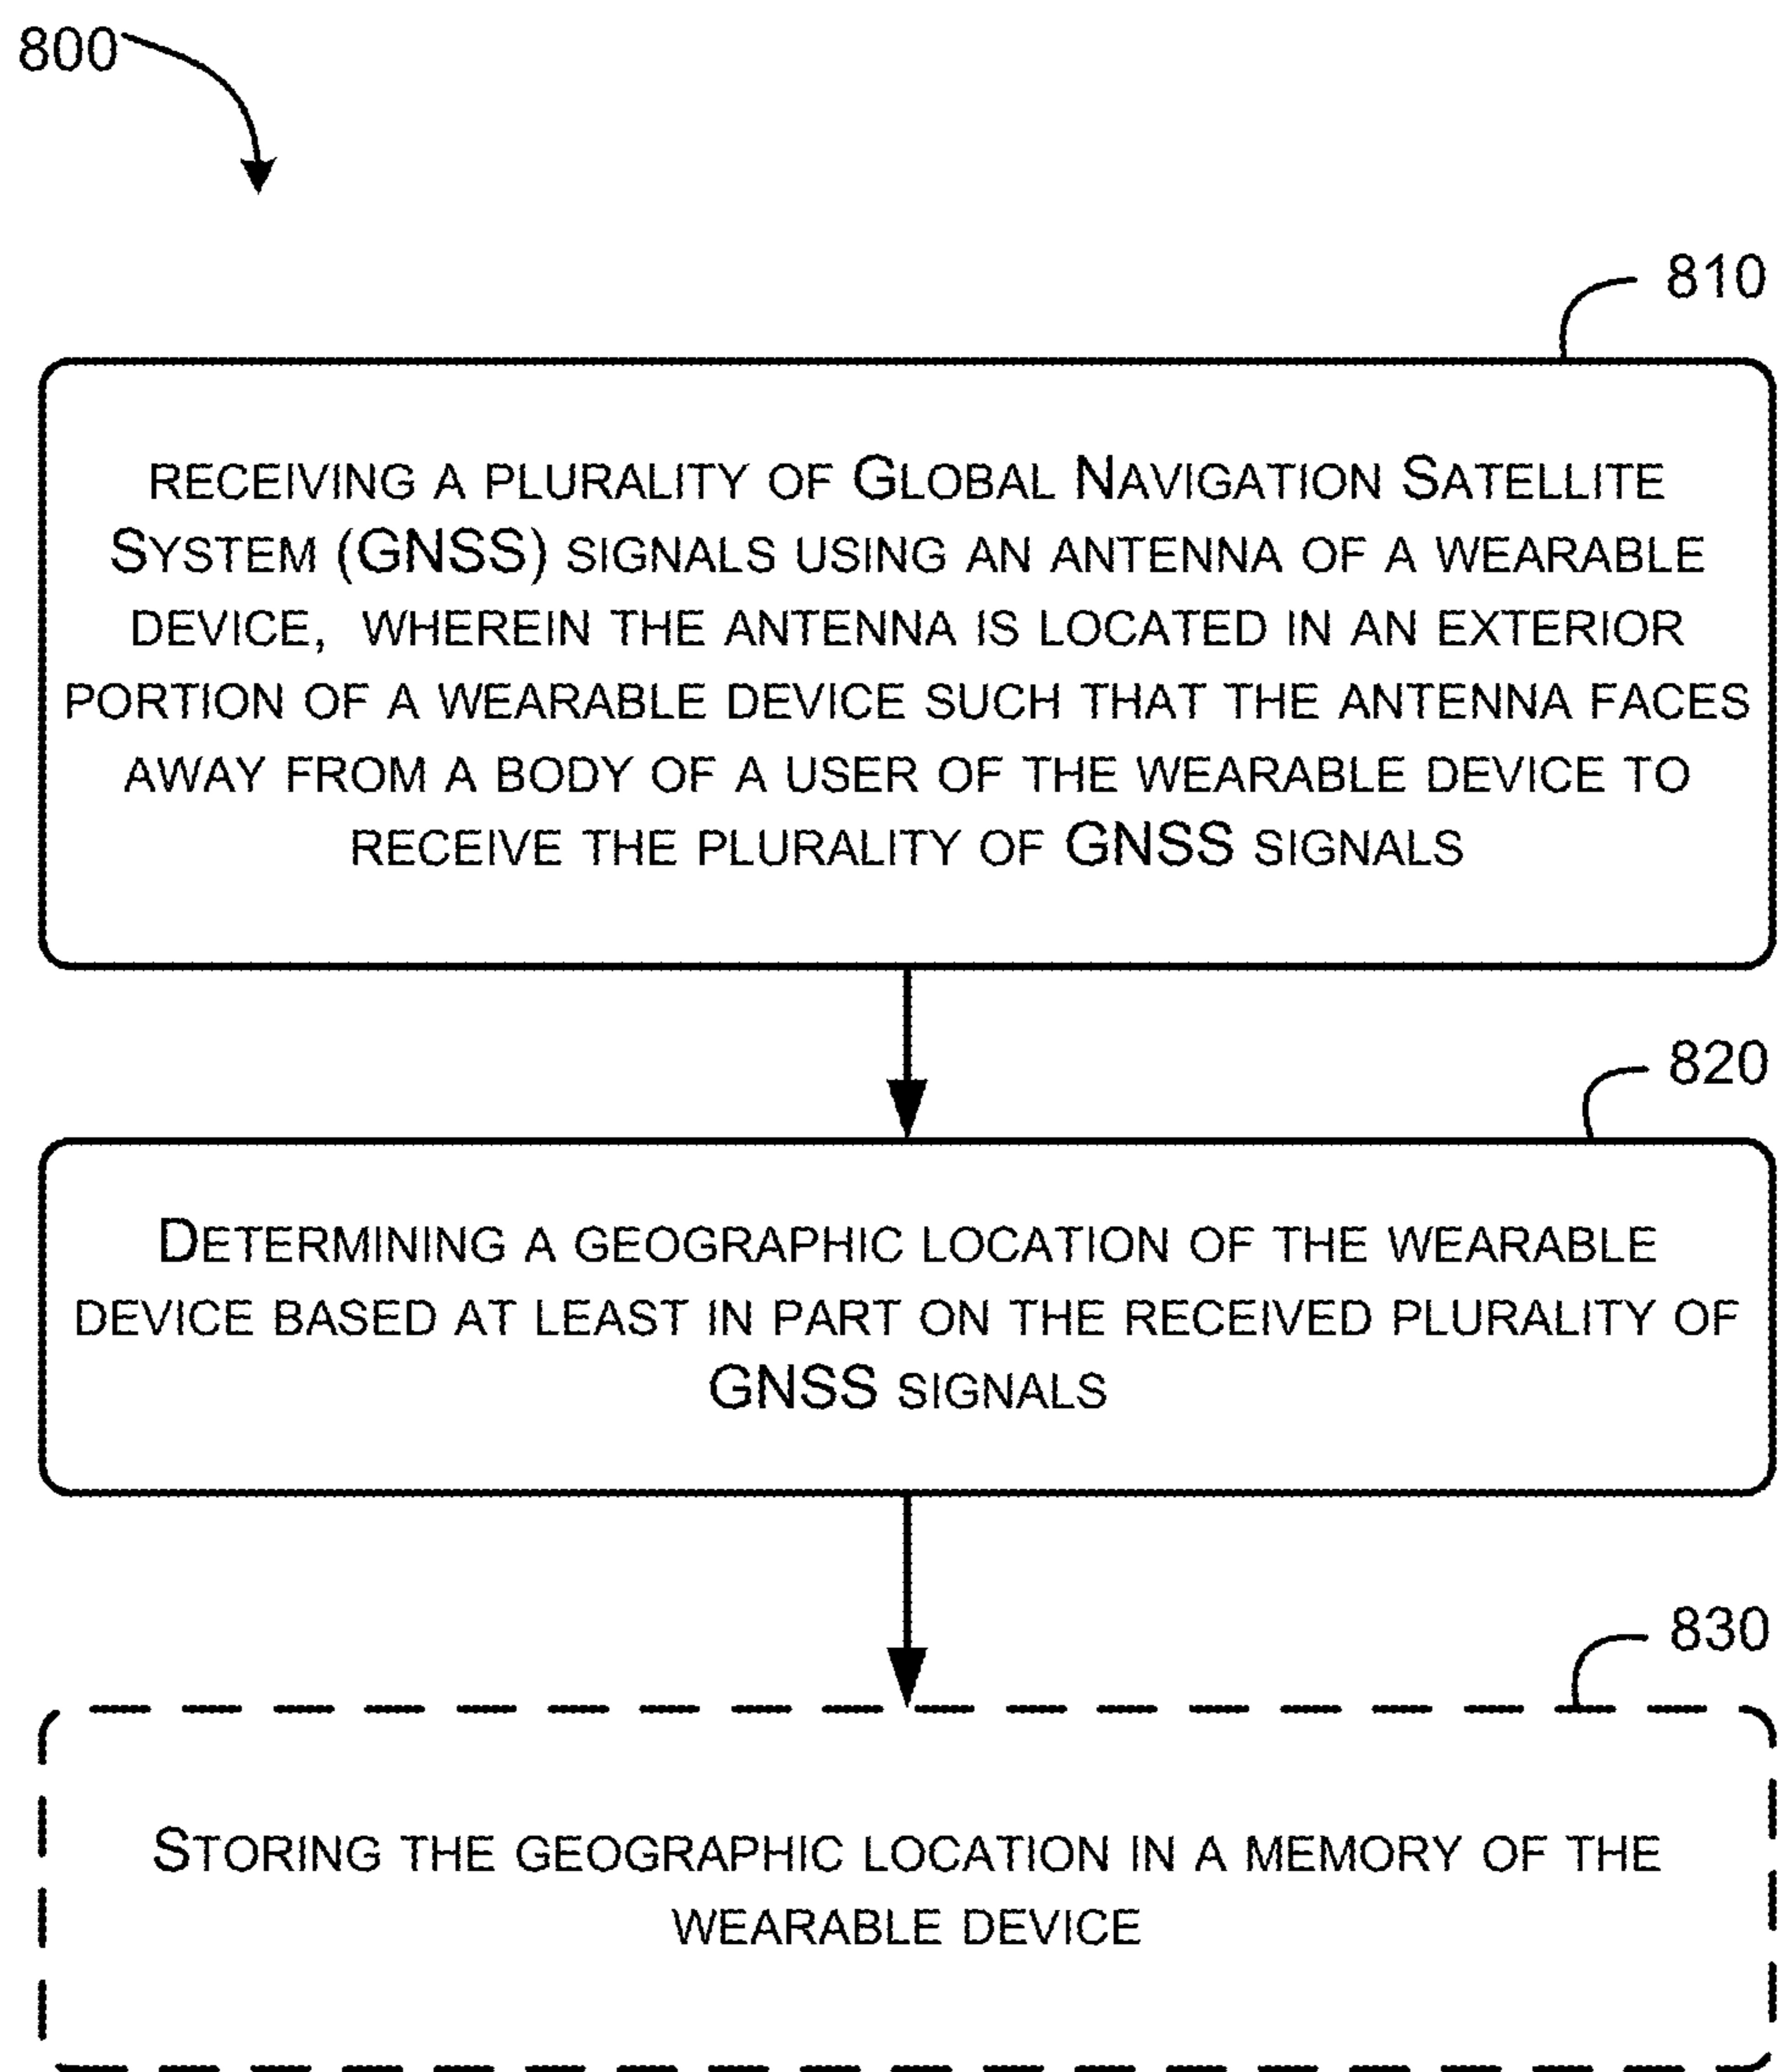 800
810
RECEIVING A PLURALITY OF GLOBAL NAVIGATION SATELLITE
SYSTEM (GNSS) SIGNALS USING AN ANTENNA OF A WEARABLE
DEVICE, WHEREIN THE ANTENNA IS LOCATED IN AN EXTERIOR
PORTION OF A WEARABLE DEVICE SUCH THAT THE ANTENNA FACES
AWAY FROM A BODY OF A USER OF THE WEARABLE DEVICE TO
RECEIVE THE PLURALITY OF GNSS SIGNALS
820
DETERMINING A GEOGRAPHIC LOCATION OF THE WEARABLE
DEVICE BASED AT LEAST IN PART ON THE RECEIVED PLURALITY OF
GNSS SIGNALS
830
STORING THE GEOGRAPHIC LOCATION IN A MEMORY OF THE
WEARABLE DEVICE